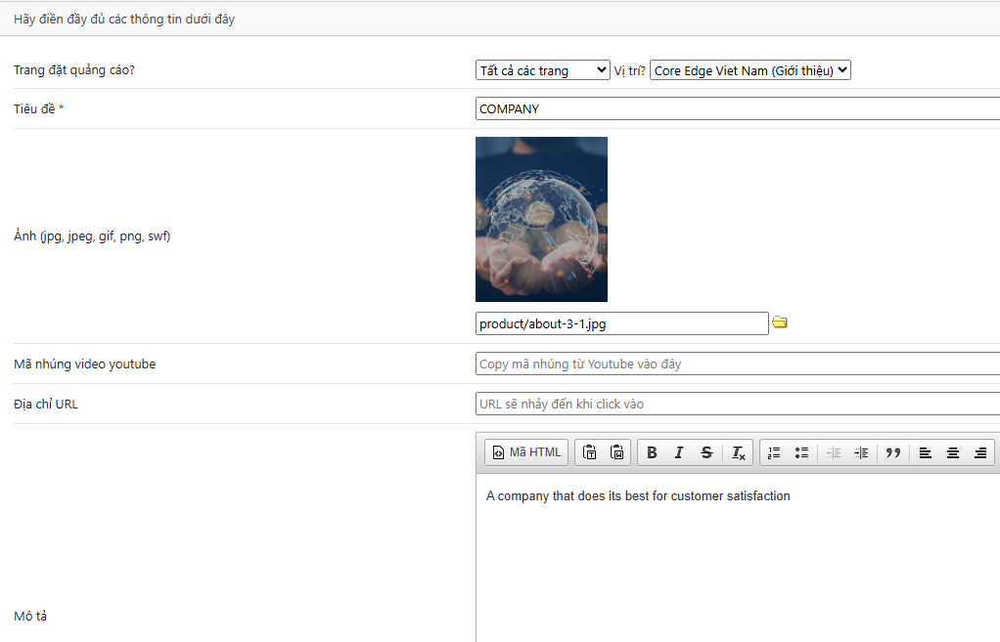 Hãy điền đầy đủ các thông tin dưới đây
Trang đặt quảng cáo? Tất cả các trang Vị trí? Core Edge Viet Nam (Giới thiệu)
Tiêu đề * COMPANY
Ảnh (jpg, jpeg, gif, png, swf)
product/about-3-1.jpg
Mã nhúng video youtube Copy mã nhúng từ Youtube vào đây
Địa chỉ URL URL sẽ nhảy đến khi click vào
Mã HTML B I S Tx
A company that does its best for customer satisfaction
Mô tả